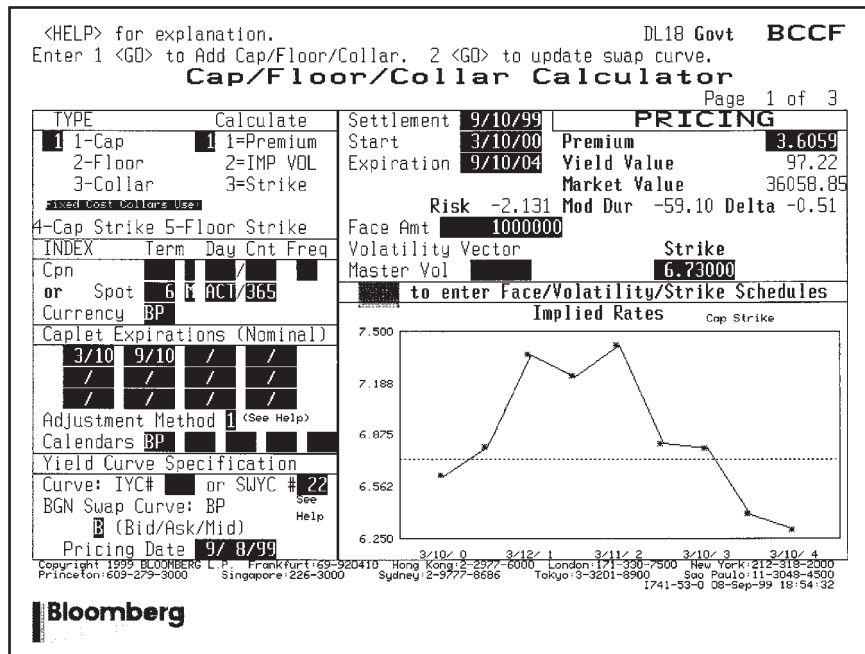 <HELP> for explanation. DL18 Govt BCCF
Enter 1 <GO> to Add Cap/Floor/Collar. 2 <GO> to update swap curve.
Cap/Floor/Collar Calculator
Page 1 of 3
TYPE Calculate
1 1-Cap 1 1=Premium
2-Floor 2=IMP VOL
3-Collar 3=Strike
Fixed Cost Collars Use:
4-Cap Strike 5-Floor Strike
INDEX Term Day Cnt Freq
Cpn /
or Spot 6 M ACT/365
Currency BP
Caplet Expirations (Nominal)
3/10 9/10 / /
/ / / /
/ / / /
Adjustment Method 1 (See Help)
Calendars BP
Yield Curve Specification
Curve: IYC# or SWYC # 22
BGN Swap Curve: BP See
Help
B (Bid/Ask/Mid)
Pricing Date 9/ 8/99
Settlement 9/10/99 PRICING
Start 3/10/00 Premium 3.6059
Expiration 9/10/04 Yield Value 97.22
Market Value 36058.85
Risk -2.131 Mod Dur -59.10 Delta -0.51
Face Amt 1000000
Volatility Vector Strike
Master Vol 6.73000
to enter Face/Volatility/Strike Schedules
Implied Rates Cap Strike
7.500
7.188
6.875
6.562
6.250
3/10/ 0 3/12/ 1 3/11/ 2 3/10/ 3 3/10/ 4
Copyright 1999 BLOOMBERG L.P. Frankfurt:69-920410 Hong Kong:2-2977-6000 London:171-330-7500 New York:212-318-2000
Princeton:609-279-3000 Singapore:226-3000 Sydney:2-9777-8686 Tokyo:3-3201-8900 Sao Paulo:11-3048-4500
I741-53-0 08-Sep-99 18:54:32
Bloomberg